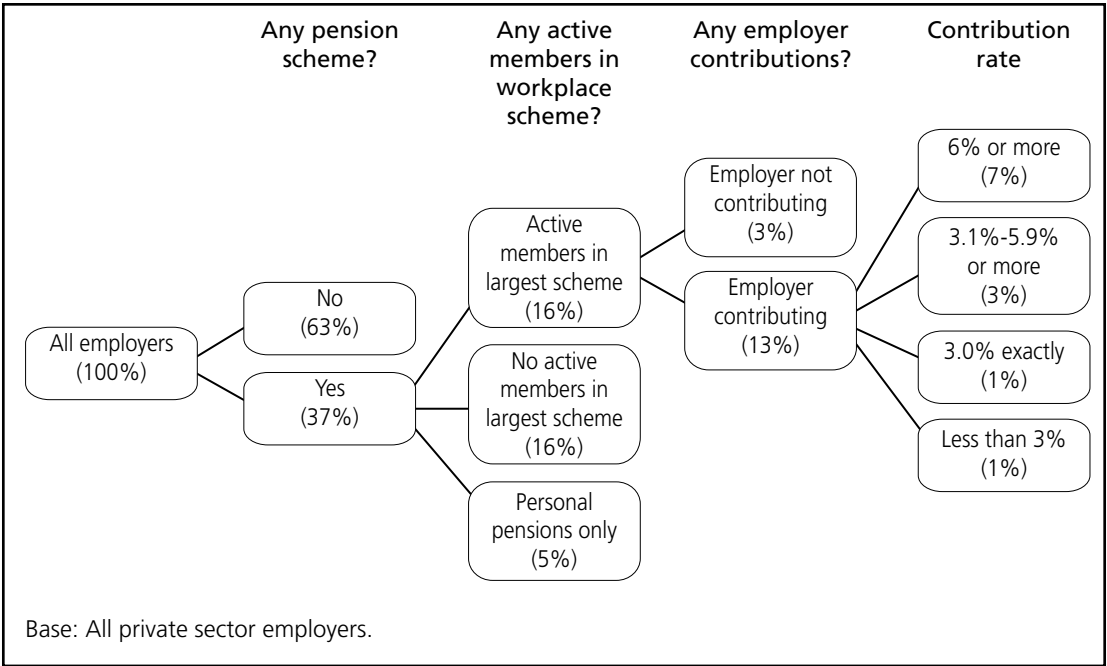 Any pension
scheme?
Any active
members in
workplace
scheme?
Any employer
contributions?
Contribution
rate
All employers
(100%)
No
(63%)
Yes
(37%)
Active
members in
largest scheme
(16%)
No active
members in
largest scheme
(16%)
Personal
pensions only
(5%)
Employer not
contributing
(3%)
Employer
contributing
(13%)
6% or more
(7%)
3.1%-5.9%
or more
(3%)
3.0% exactly
(1%)
Less than 3%
(1%)
Base: All private sector employers.